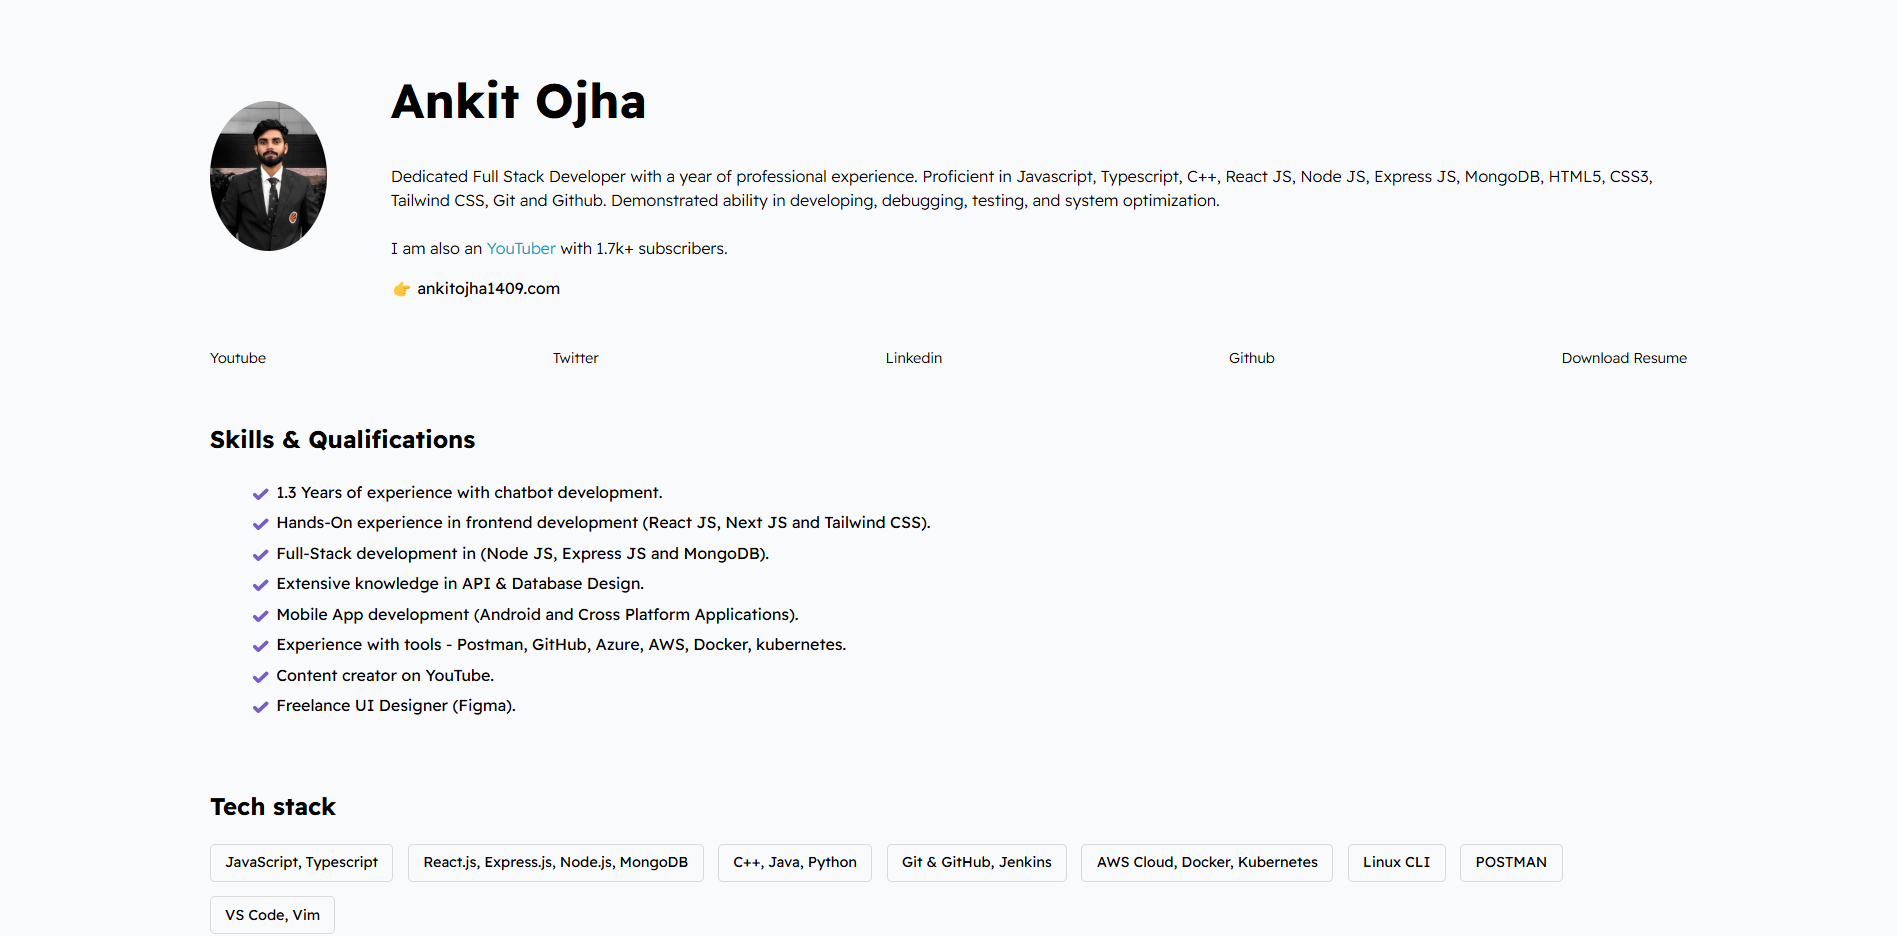 Ankit Ojha
Dedicated Full Stack Developer with a year of professional experience. Proficient in Javascript, Typescript, C++, React JS, Node JS, Express JS, MongoDB, HTML5, CSS3,
Tailwind CSS, Git and Github. Demonstrated ability in developing, debugging, testing, and system optimization.
I am also an YouTuber with 1.7k+ subscribers.
👉 ankitojha1409.com
Youtube Twitter Linkedin Github Download Resume
Skills & Qualifications
1.3 Years of experience with chatbot development.
Hands-On experience in frontend development (React JS, Next JS and Tailwind CSS).
Full-Stack development in (Node JS, Express JS and MongoDB).
Extensive knowledge in API & Database Design.
Mobile App development (Android and Cross Platform Applications).
Experience with tools - Postman, GitHub, Azure, AWS, Docker, kubernetes.
Content creator on YouTube.
Freelance UI Designer (Figma).
Tech stack
JavaScript, Typescript React.js, Express.js, Node.js, MongoDB C++, Java, Python Git & GitHub, Jenkins AWS Cloud, Docker, Kubernetes Linux CLI POSTMAN
VS Code, Vim